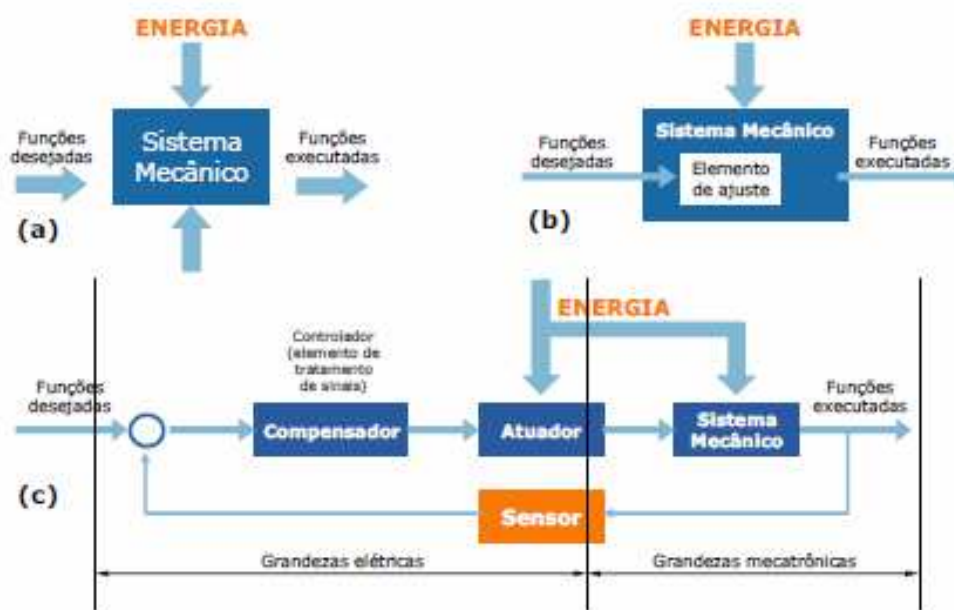 ENERGIA
Funções
desejadas
Sistema
Mecânico
Funções
executadas
(a)
ENERGIA
Sistema Mecânico
Funções
desejadas
Elemento
de ajuste
Funções
executadas
(b)
ENERGIA
Controlador
(elemento de
tratamento
de sinais)
Funções
desejadas
Compensador
Atuador
Sistema
Mecânico
Funções
executadas
(c)
Sensor
Grandezas elétricas
Grandezas mecatrônicas